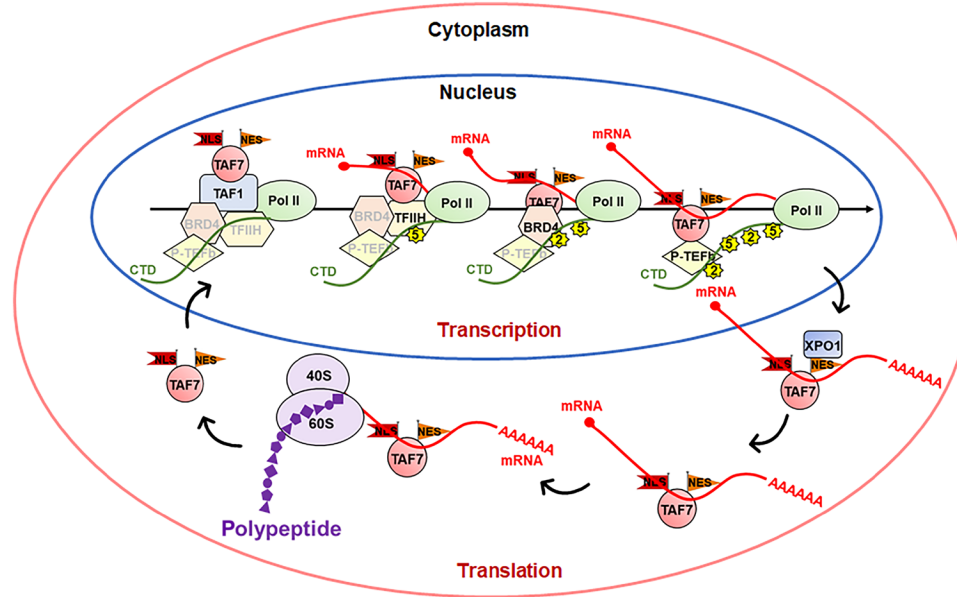 Cytoplasm
Nucleus
NLS NES
TAF7
TAF1
Pol II
BRD4
TFIIH
P-TEFb
CTD
mRNA
NLS NES
TAF7
Pol II
BRD4
TFIIH
5
P-TEFb
CTD
mRNA
NLS NES
TAF7
Pol II
BRD4
2 5
P-TEFb
CTD
mRNA
NLS NES
TAF7
Pol II
P-TEFb
5 2 5
2
CTD
Transcription
mRNA
XPO1
NLS NES
TAF7
AAAAAA
mRNA
NLS NES
TAF7
AAAAAA
40S
60S
NLS NES
TAF7
AAAAAA
mRNA
Polypeptide
NLS NES
TAF7
Translation